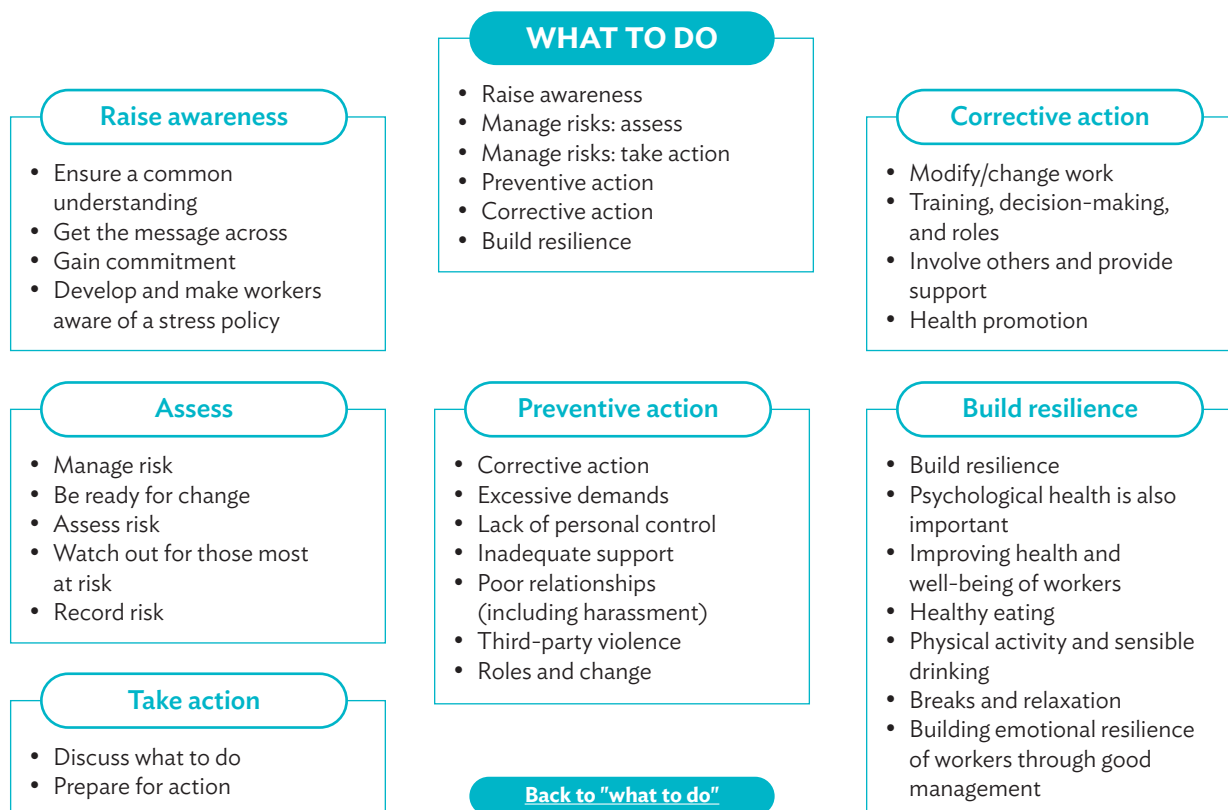 WHAT TO DO
• Raise awareness
• Manage risks: assess
• Manage risks: take action
• Preventive action
• Corrective action
• Build resilience
Raise awareness
• Ensure a common
understanding
• Get the message across
• Gain commitment
• Develop and make workers
aware of a stress policy
Corrective action
• Modify/change work
• Training, decision-making,
and roles
• Involve others and provide
support
• Health promotion
Assess
• Manage risk
• Be ready for change
• Assess risk
• Watch out for those most
at risk
• Record risk
Preventive action
• Corrective action
• Excessive demands
• Lack of personal control
• Inadequate support
• Poor relationships
(including harassment)
• Third-party violence
• Roles and change
Build resilience
• Build resilience
• Psychological health is also
important
• Improving health and
well-being of workers
• Healthy eating
• Physical activity and sensible
drinking
• Breaks and relaxation
• Building emotional resilience
of workers through good
management
Take action
• Discuss what to do
• Prepare for action
Back to "what to do"